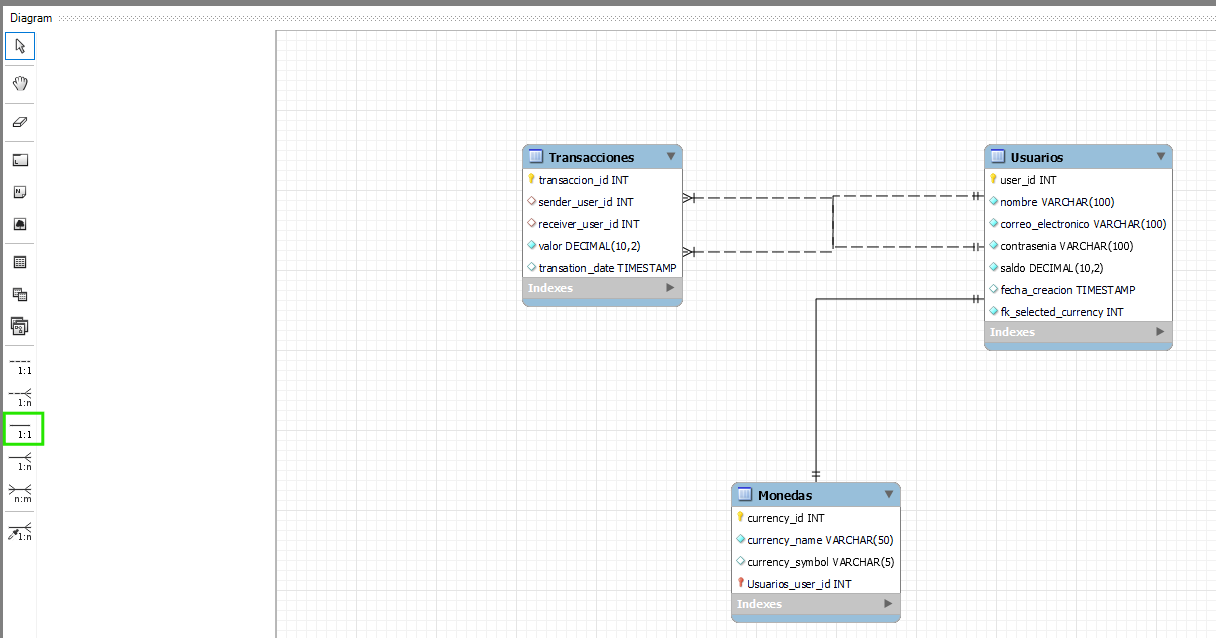 Diagram
1:1
1:n
1:1
1:n
n:m
1:n
Transacciones
transaccion_id INT
sender_user_id INT
receiver_user_id INT
valor DECIMAL(10,2)
transation_date TIMESTAMP
Indexes
Usuarios
user_id INT
nombre VARCHAR(100)
correo_electronico VARCHAR(100)
contrasenia VARCHAR(100)
saldo DECIMAL(10,2)
fecha_creacion TIMESTAMP
fk_selected_currency INT
Indexes
Monedas
currency_id INT
currency_name VARCHAR(50)
currency_symbol VARCHAR(5)
Usuarios_user_id INT
Indexes